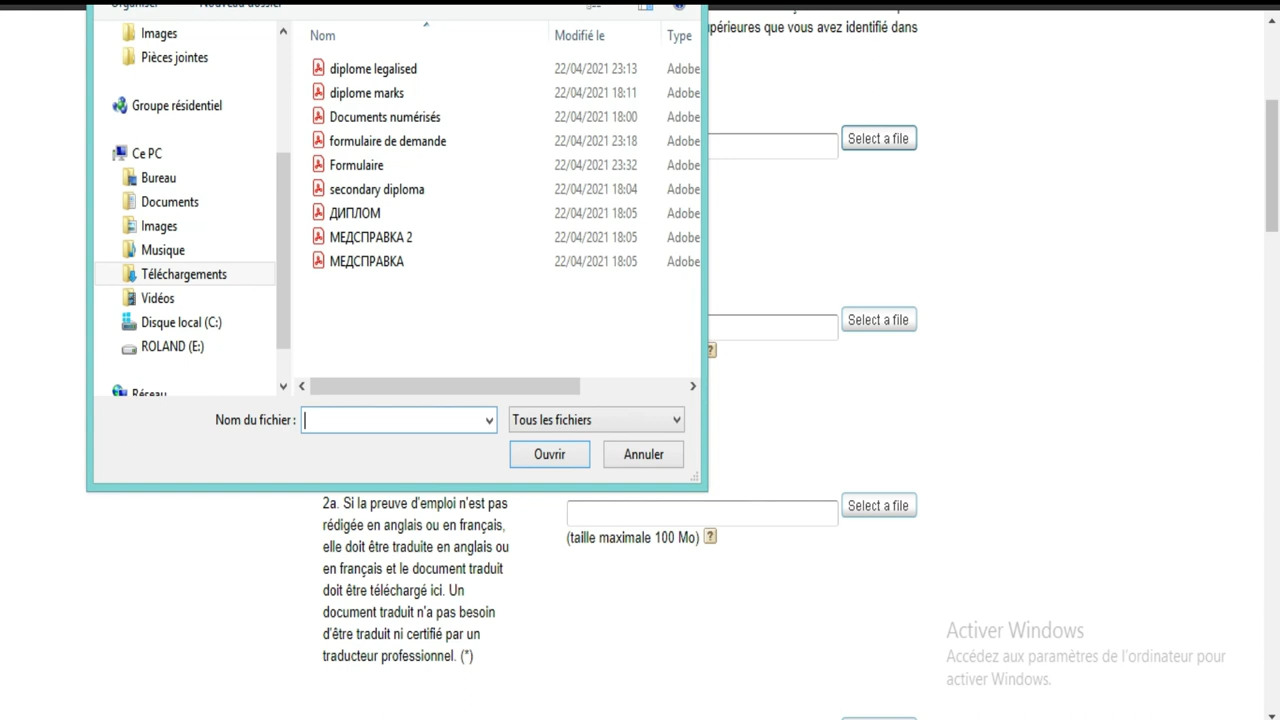 Organiser Nouveau dossier
Images
Pièces jointes
Groupe résidentiel
Ce PC
Bureau
Documents
Images
Musique
Téléchargements
Vidéos
Disque local (C:)
ROLAND (E:)
Réseau
Nom Modifié le Type
diplome legalised 22/04/2021 23:13 Adobe
diplome marks 22/04/2021 18:11 Adobe
Documents numérisés 22/04/2021 18:00 Adobe
formulaire de demande 22/04/2021 23:18 Adobe
Formulaire 22/04/2021 23:32 Adobe
secondary diploma 22/04/2021 18:04 Adobe
ДИПЛОМ 22/04/2021 18:05 Adobe
МЕДСПРАВКА 2 22/04/2021 18:05 Adobe
МЕДСПРАВКА 22/04/2021 18:05 Adobe
Nom du fichier : Tous les fichiers
Ouvrir Annuler
périeures que vous avez identifié dans
Select a file
Select a file
?
2a. Si la preuve d'emploi n'est pas
rédigée en anglais ou en français,
elle doit être traduite en anglais ou
en français et le document traduit
doit être téléchargé ici. Un
document traduit n'a pas besoin
d'être traduit ni certifié par un
traducteur professionnel. (*)
Select a file
(taille maximale 100 Mo) ?
Activer Windows
Accédez aux paramètres de l'ordinateur pour
activer Windows.